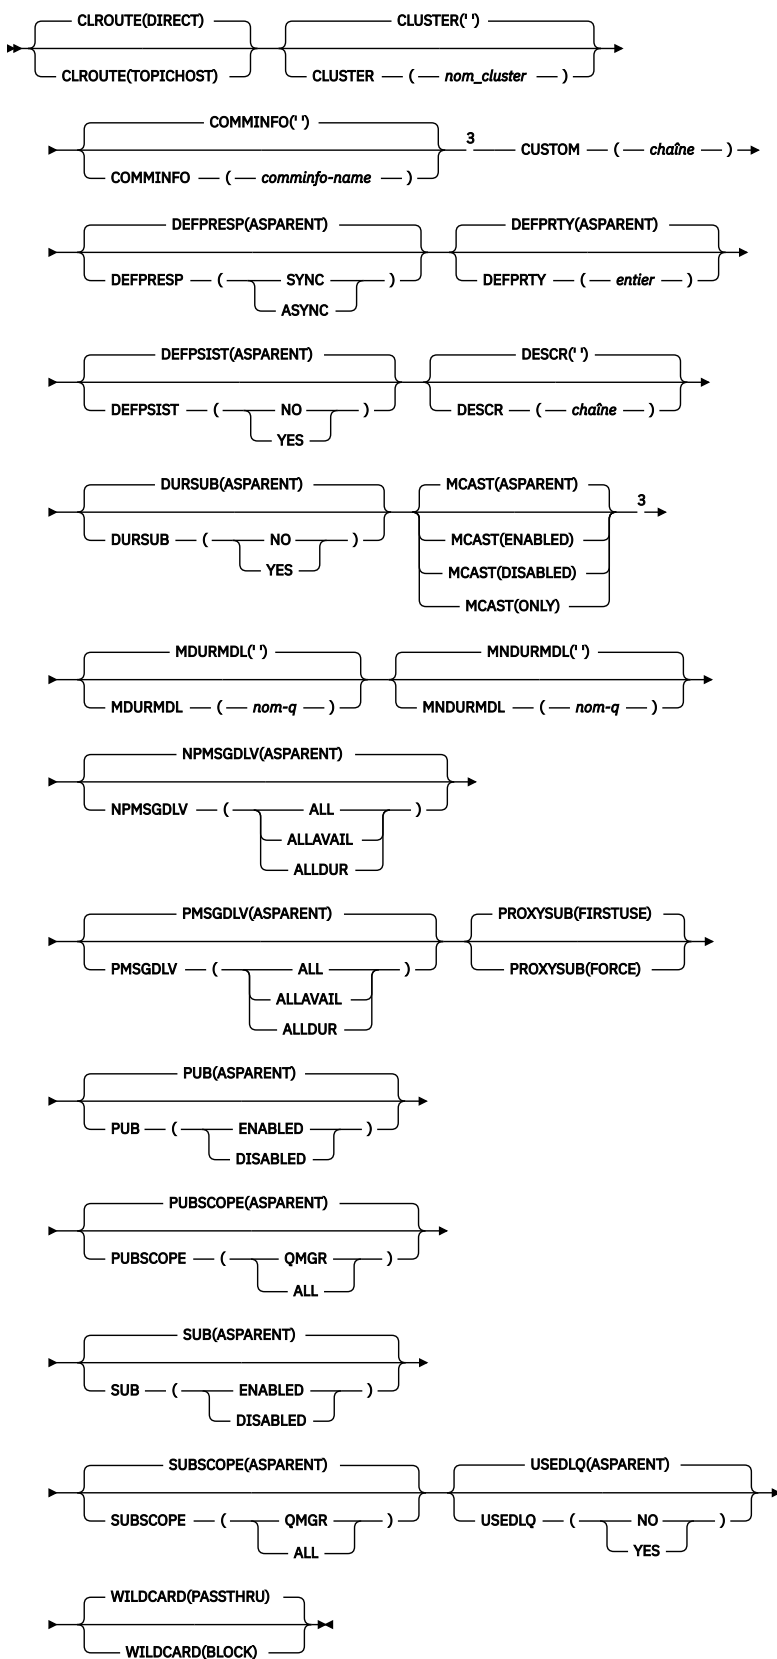 CLROUTE(DIRECT) CLUSTER(' ')
CLROUTE(TOPICHOST) CLUSTER ( nom_cluster )
COMMINFO(' ')
COMMINFO ( comminfo-name ) 3 CUSTOM ( chaîne )
DEFPRESP(ASPARENT) DEFPRTY(ASPARENT)
DEFPRESP ( SYNC ) DEFPRTY ( entier )
ASYNC
DEFPSIST(ASPARENT) DESCR(' ')
DEFPSIST ( NO ) DESCR ( chaîne )
YES
DURSUB(ASPARENT) MCAST(ASPARENT) 3
DURSUB ( NO ) MCAST(ENABLED)
YES MCAST(DISABLED)
MCAST(ONLY)
MDURMDL(' ') MNDURMDL(' ')
MDURMDL ( nom-q ) MNDURMDL ( nom-q )
NPMSGDLV(ASPARENT)
NPMSGDLV ( ALL )
ALLAVAIL
ALLDUR
PMSGDLV(ASPARENT) PROXYSUB(FIRSTUSE)
PMSGDLV ( ALL ) PROXYSUB(FORCE)
ALLAVAIL
ALLDUR
PUB(ASPARENT)
PUB ( ENABLED )
DISABLED
PUBSCOPE(ASPARENT)
PUBSCOPE ( QMGR )
ALL
SUB(ASPARENT)
SUB ( ENABLED )
DISABLED
SUBSCOPE(ASPARENT) USEDLQ(ASPARENT)
SUBSCOPE ( QMGR ) USEDLQ ( NO )
ALL YES
WILDCARD(PASSTHRU)
WILDCARD(BLOCK)